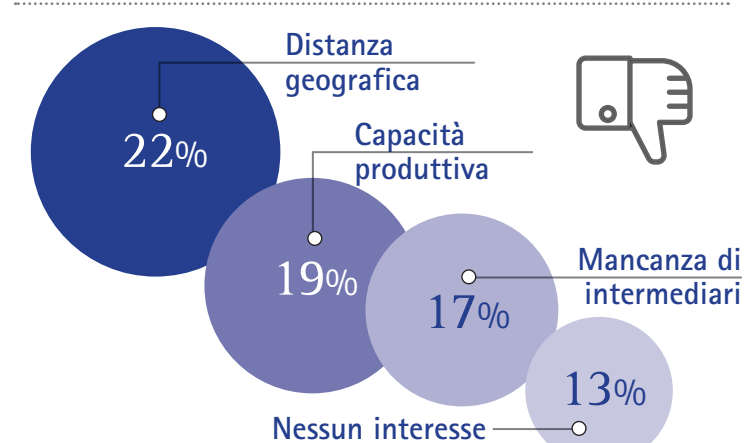 Distanza
geografica
22%
Capacità
produttiva
19%
Mancanza di
intermediari
17%
13%
Nessun interesse